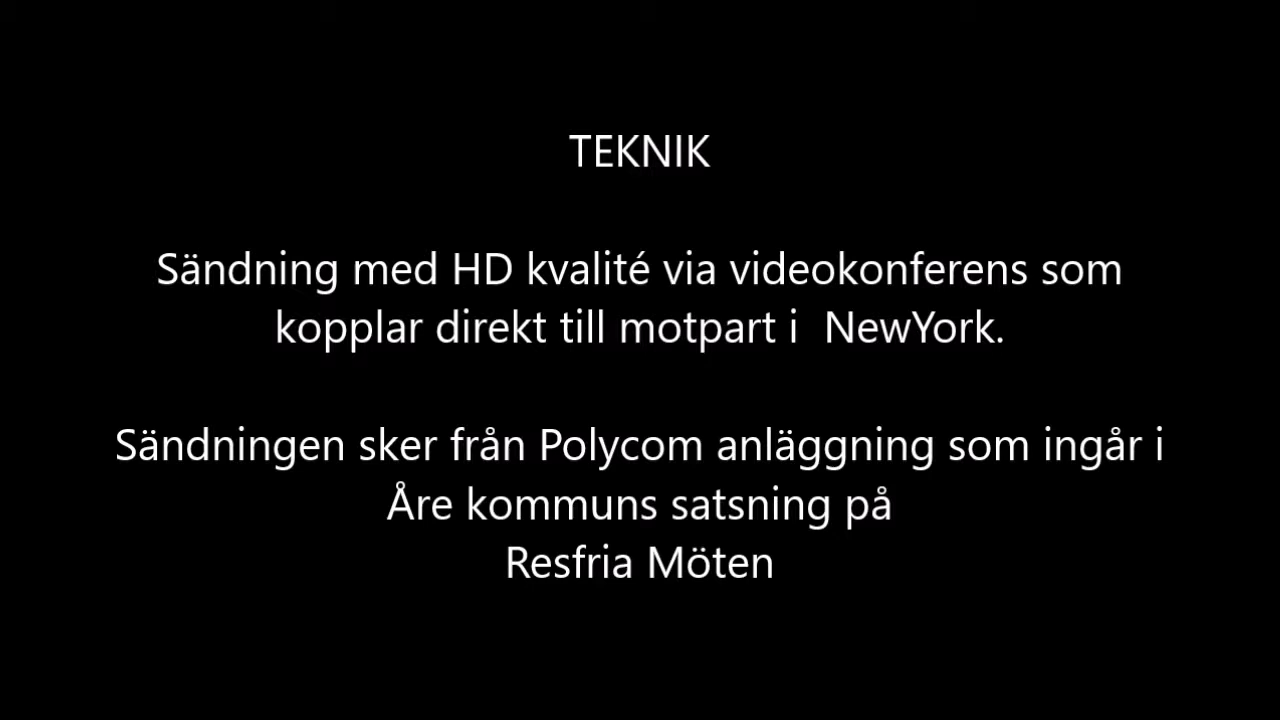 TEKNIK
Sändning med HD kvalité via videokonferens som
kopplar direkt till motpart i  NewYork.
Sändningen sker från Polycom anläggning som ingår i
Åre kommuns satsning på
Resfria Möten